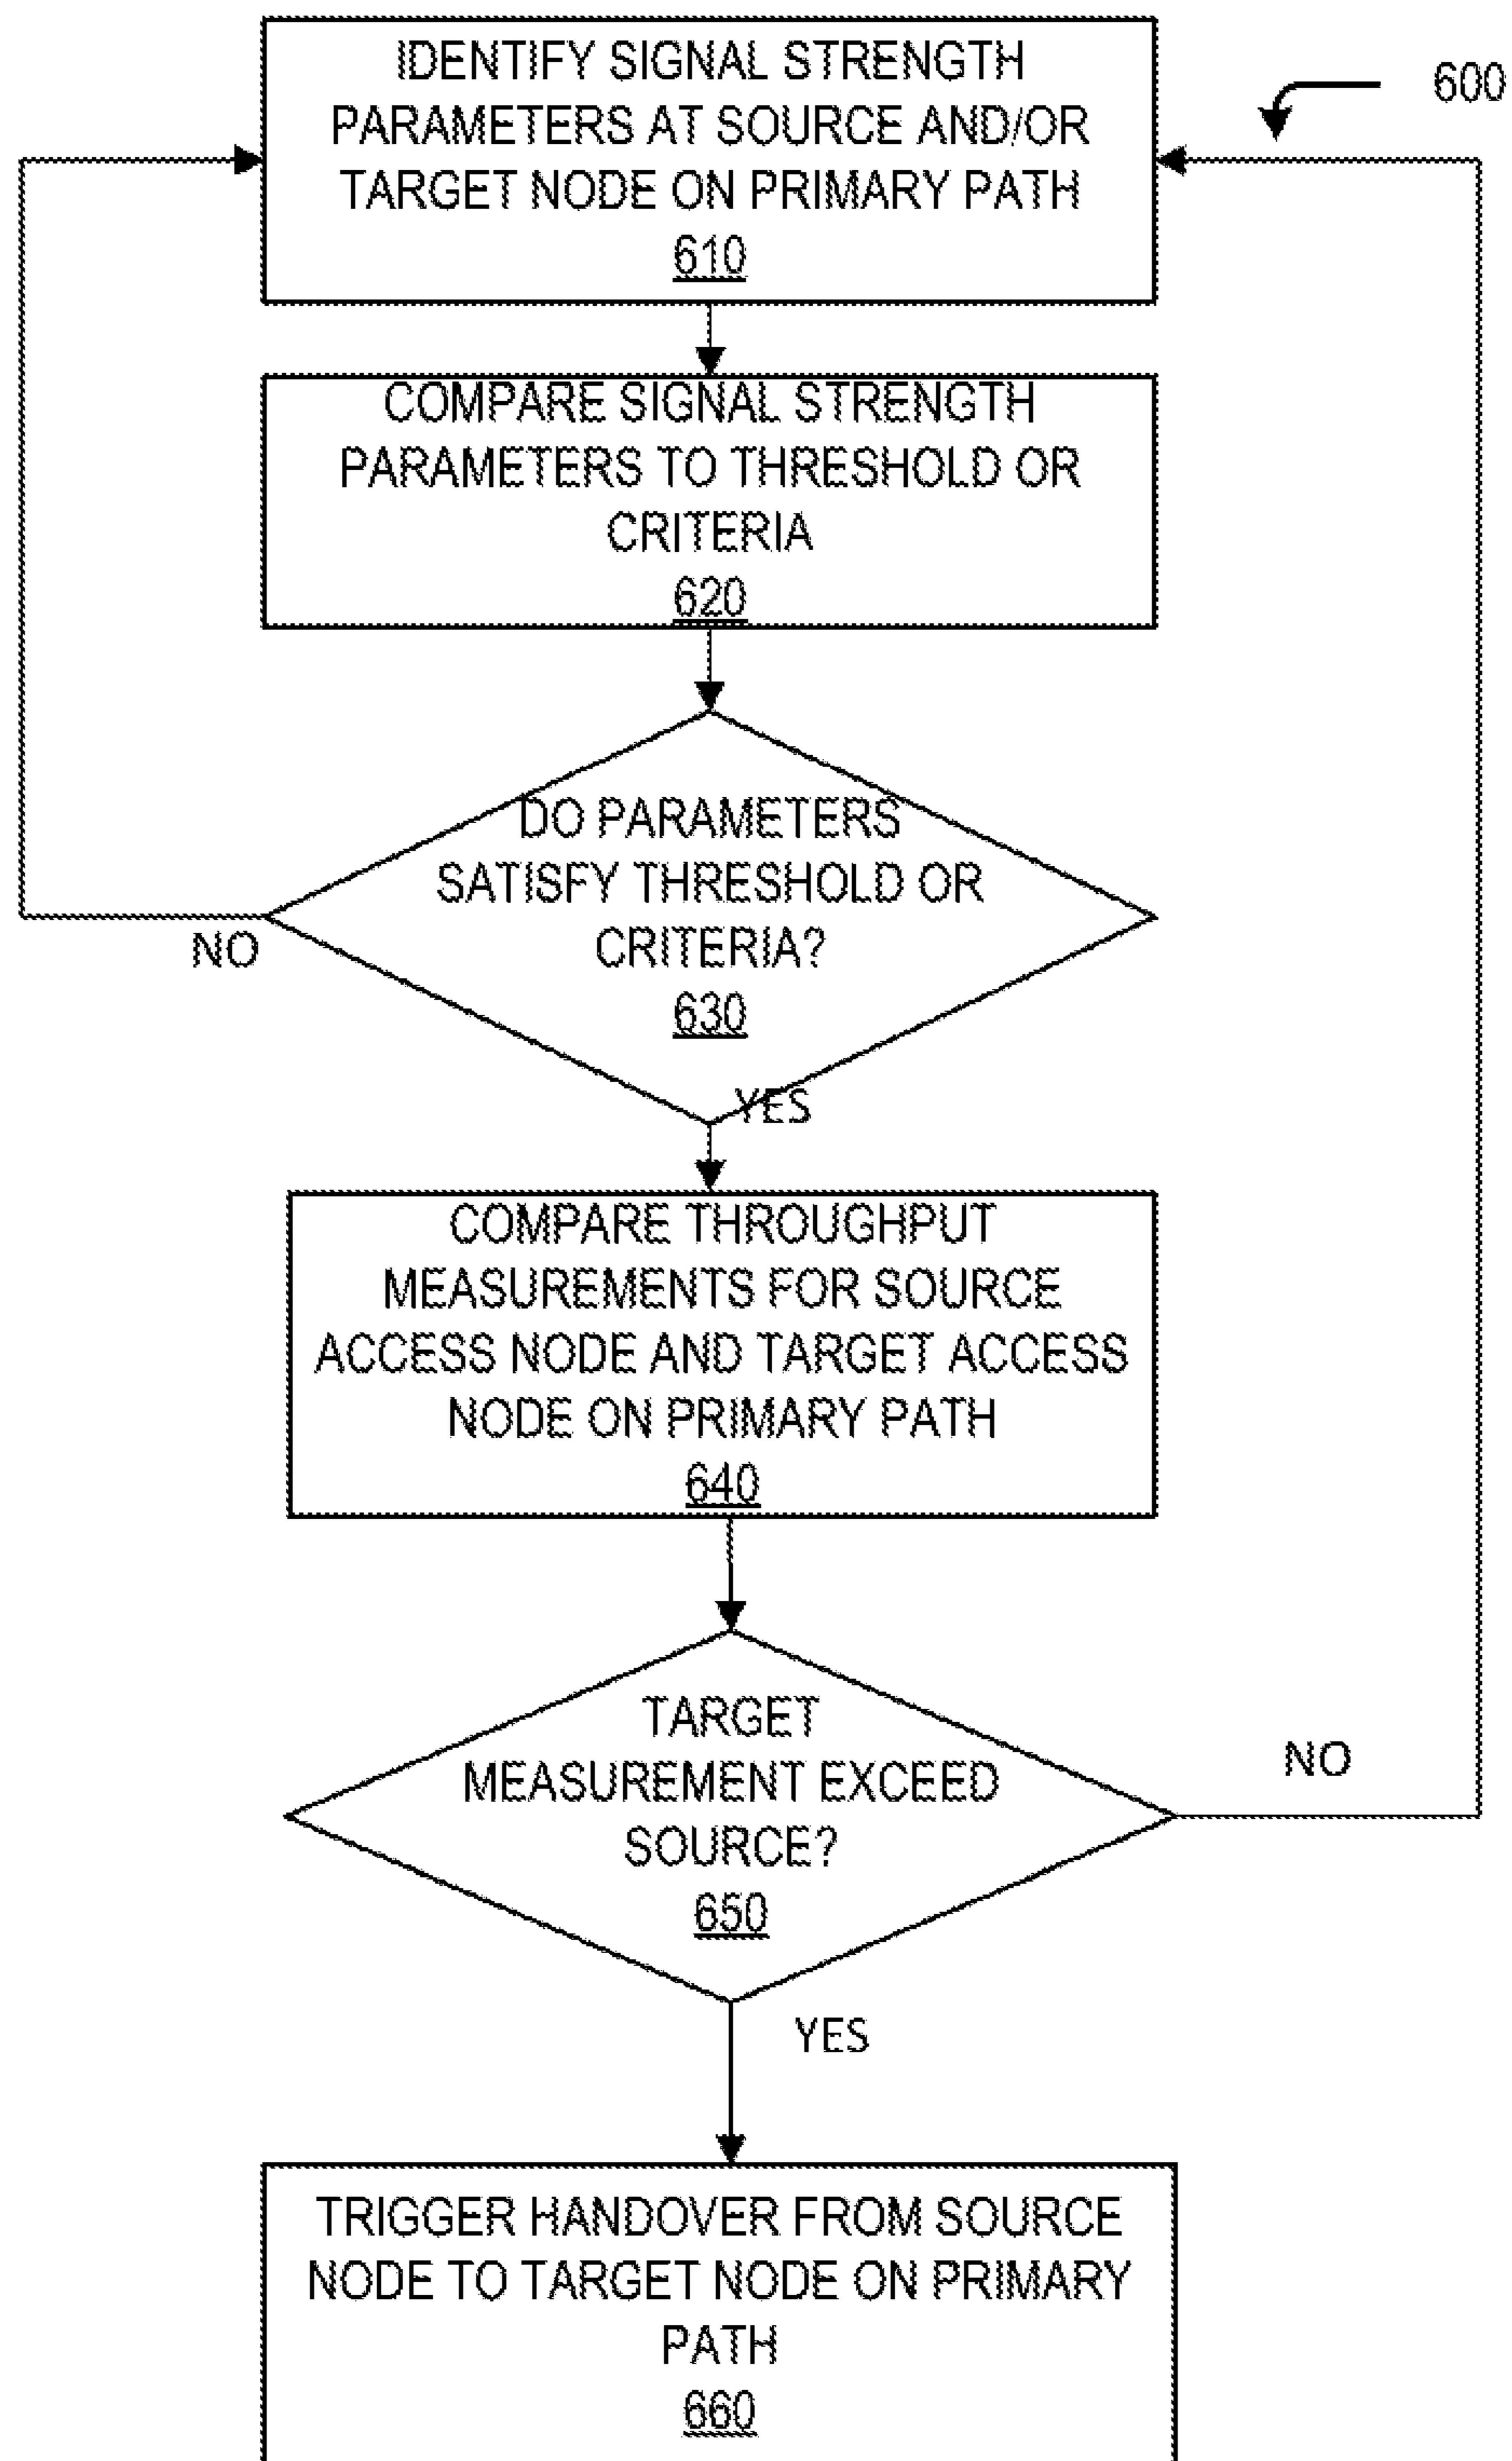 IDENTIFY SIGNAL STRENGTH
PARAMETERS AT SOURCE AND/OR
TARGET NODE ON PRIMARY PATH
610
600
COMPARE SIGNAL STRENGTH
PARAMETERS TO THRESHOLD OR
CRITERIA
620
DO PARAMETERS
SATISFY THRESHOLD OR
CRITERIA?
630
NO
YES
COMPARE THROUGHPUT
MEASUREMENTS FOR SOURCE
ACCESS NODE AND TARGET ACCESS
NODE ON PRIMARY PATH
640
TARGET
MEASUREMENT EXCEED
SOURCE?
650
NO
YES
TRIGGER HANDOVER FROM SOURCE
NODE TO TARGET NODE ON PRIMARY
PATH
660